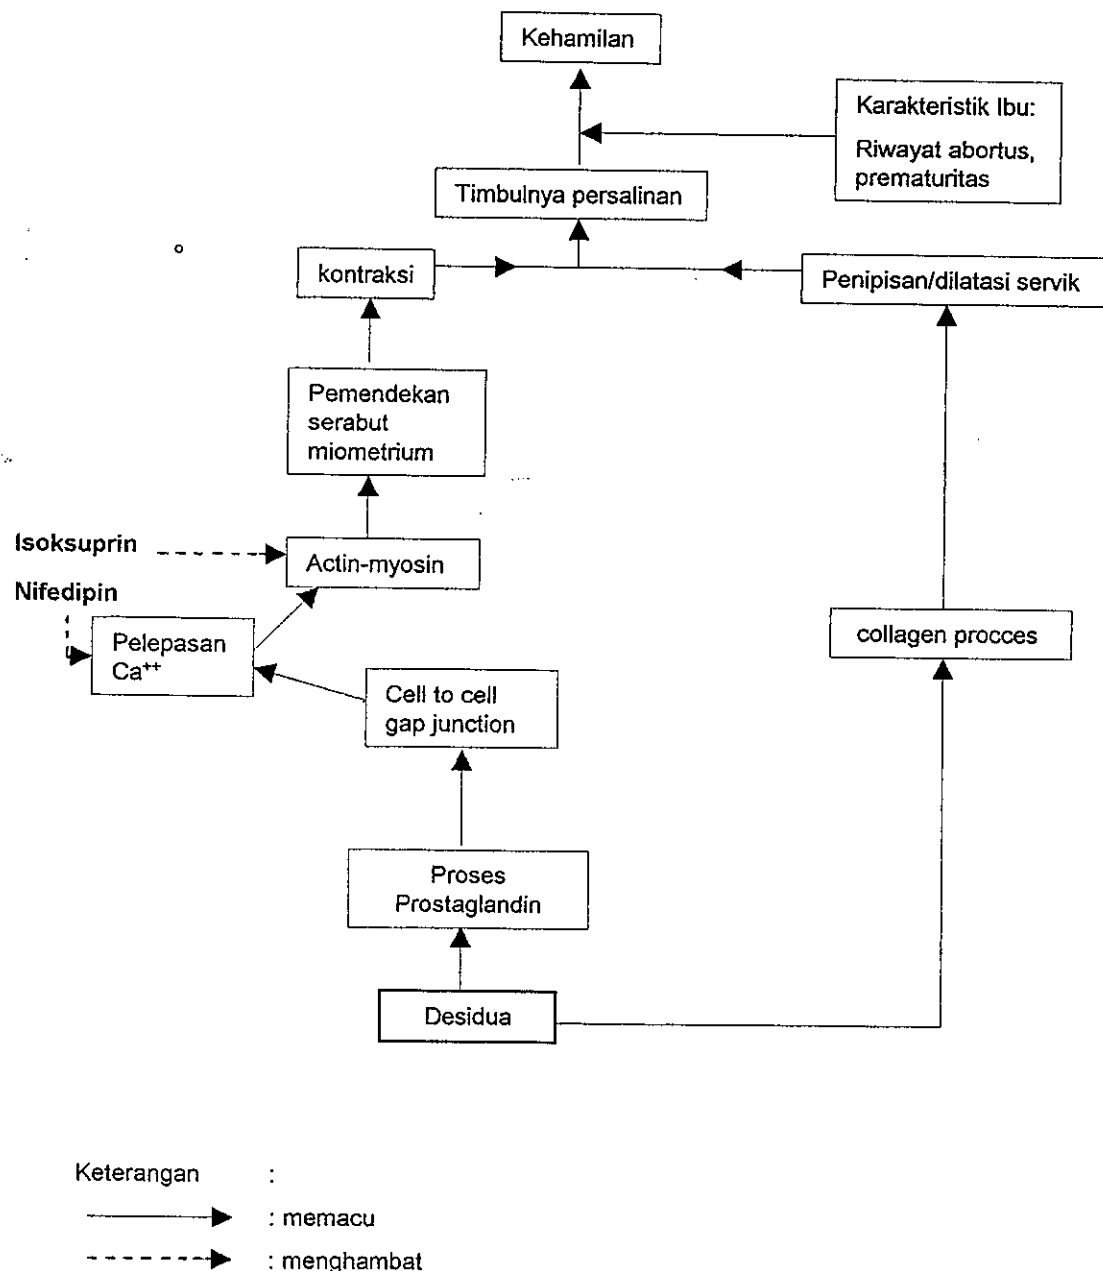 Kehamilan
Karakteristik Ibu:
Riwayat abortus,
prematuritas
Timbulnya persalinan
kontraksi
Penipisan/dilatasi servik
Pemendekan
serabut
miometrium
Isoksuprin
Actin-myosin
Nifedipin
Pelepasan
Ca⁺⁺
collagen procces
Cell to cell
gap junction
Proses
Prostaglandin
Desidua
Keterangan :
: memacu
: menghambat